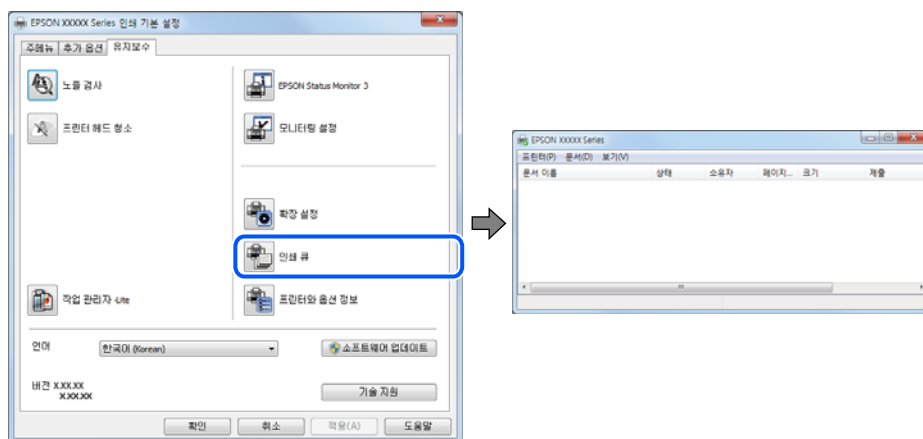 EPSON XXXXX Series 인쇄 기본 설정
주메뉴 추가 옵션 유지보수
노즐 검사
EPSON Status Monitor 3
프린터 헤드 청소
모니터링 설정
확장 설정
인쇄 큐
작업 관리자 -Lite
프린터와 옵션 정보
언어
한국어 (Korean)
소프트웨어 업데이트
버전 X.XX.XX
X.XX.XX
기술 지원
확인 취소 적용(A) 도움말
EPSON XXXXX Series
프린터(P) 문서(D) 보기(V)
문서 이름 상태 소유자 페이지... 크기 제출